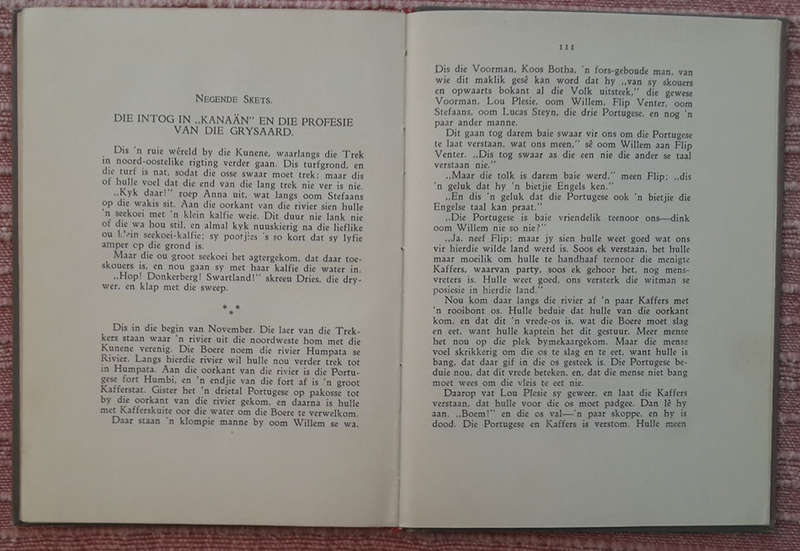 Negende Skets.
DIE INTOG IN ,,KANAÄN" EN DIE PROFESIE
VAN DIE GRYSAARD.
Dis 'n ruie wêreld by die Kunene, waarlangs die Trek
in noord-oostelike rigting verder gaan. Dis turfgrond, en
die turf is nat, sodat die osse swaar moet trek; maar dis
of hulle voel dat die end van die lang trek nie ver is nie.
,,Kyk daar!" roep Anna uit, wat langs oom Stefaans
op die wakis sit. Aan die oorkant van die rivier sien hulle
'n seekoei met 'n klein kalfie weie. Dit duur nie lank nie
of die wa hou stil, en almal kyk nuuskierig na die lieflike
ou klein seekoei-kalfie; sy pootjies is so kort dat sy lyfie
amper op die grond is.
Maar die ou groot seekoei het agtergekom, dat daar toe-
skouers is, en nou gaan sy met haar kalfie die water in.
,,Hop! Donkerberg! Swartland!" skreeu Dries, die dry-
wer, en klap met die sweep.
* * *
Dis in die begin van November. Die laer van die Trek-
kers staan waar 'n rivier uit die noordweste hom met die
Kunene verenig. Die Boere noem die rivier Humpata se
Rivier. Langs hierdie rivier wil hulle nou verder trek tot
in Humpata. Aan die oorkant van die rivier is die Portu-
gese fort Humbi, en 'n endjie van die fort af is 'n groot
Kafferstat. Gister het 'n drietal Portugese op pakosse tot
by die oorkant van die rivier gekom, en daarna is hulle
met Kafferskuite oor die water om die Boere te verwelkom.
Daar staan 'n klompie manne by oom Willem se wa.
111
Dis die Voorman, Koos Botha, 'n fors-geboude man, van
wie dit maklik gesê kan word dat hy ,,van sy skouers
en opwaarts bokant al die Volk uitsteek," die gewese
Voorman, Lou Plesie, oom Willem, Flip Venter, oom
Stefaans, oom Lucas Steyn, die drie Portugese, en nog 'n
paar ander manne.
Dit gaan tog darem baie swaar vir ons om die Portugese
te laat verstaan, wat ons meen," sê oom Willem aan Flip
Venter. ,,Dis tog swaar as die een nie die ander se taal
verstaan nie."
,,Maar die tolk is darem baie werd," meen Flip; ,,dis
'n geluk dat hy 'n bietjie Engels ken."
,,En dis 'n geluk dat die Portugese ook 'n bietjie die
Engelse taal kan praat."
,,Die Portugese is baie vriendelik teenoor ons—dink
oom Willem nie so nie?"
,,Ja, neef Flip; maar jy sien hulle weet goed wat ons
vir hierdie wilde land werd is. Soos ek verstaan, het hulle
maar moeilik om hulle te handhaaf teenoor die menigte
Kaffers, waarvan party, soos ek gehoor het, nog mens-
vreters is. Hulle weet goed, ons versterk die witman se
posiesie in hierdie land."
Nou kom daar langs die rivier af 'n paar Kaffers met
'n rooibont os. Hulle beduie dat hulle van die oorkant
kom, en dat dit 'n vrede-os is, wat die Boere moet slag
en eet, want hulle kaptein het dit gestuur. Meer mense
het nou op die plek bymekaargekom. Maar die mense
voel skrikkerig om die os te slag en te eet, want hulle is
bang, dat daar gif in die os gesteek is. Die Portugese be-
duie nou, dat dit vrede beteken, en, dat die mense nie bang
moet wees om die vleis te eet nie.
Daarop vat Lou Plesie sy geweer, en laat die Kaffers
verstaan, dat hulle voor die os moet padgee. Dan lê hy
aan. ,,Boem!" en die os val—'n paar skoppe, en hy is
dood. Die Portugese en Kaffers is verstom. Hulle meen